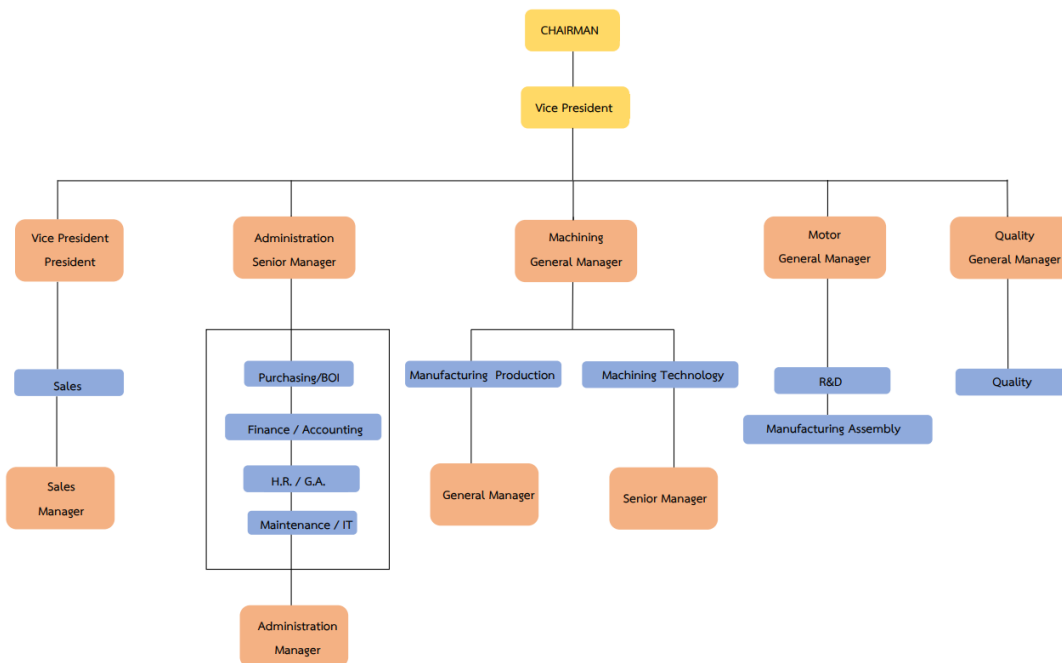 CHAIRMAN
Vice President
Vice President
President
Administration
Senior Manager
Machining
General Manager
Motor
General Manager
Quality
General Manager
Sales
Purchasing/BOI
Manufacturing Production
Machining Technology
R&D
Quality
Finance / Accounting
Manufacturing Assembly
H.R. / G.A.
Maintenance / IT
Sales
Manager
General Manager
Senior Manager
Administration
Manager